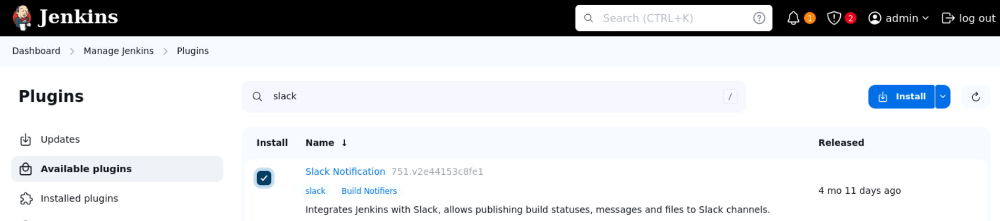 Jenkins
Search (CTRL+K)
?
1
2
admin
log out
Dashboard
Manage Jenkins
Plugins
Plugins
slack
/
Install
Updates
Available plugins
Installed plugins
Install Name ↓ Released
Slack Notification 751.v2e44153c8fe1
slack Build Notifiers
4 mo 11 days ago
Integrates Jenkins with Slack, allows publishing build statuses, messages and files to Slack channels.